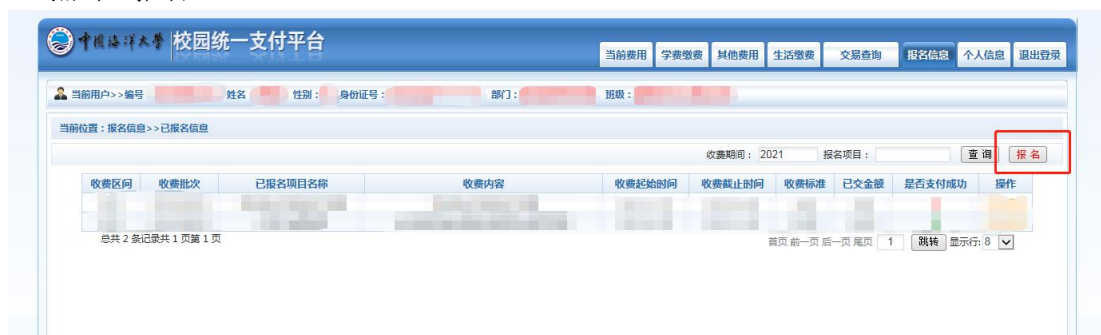 中国海洋大学 校园统一支付平台
当前费用 学费缴费 其他费用 生活缴费 交易查询 报名信息 个人信息 退出登录
当前用户>>编号 姓名 性别： 身份证号： 部门： 班级：
当前位置：报名信息>>已报名信息
收费期间： 2021 报名项目： 查 询 报 名
收费区间 收费批次 已报名项目名称 收费内容 收费起始时间 收费截止时间 收费标准 已交金额 是否支付成功 操作
总共 2 条记录共 1 页第 1 页 首页 前一页 后一页 尾页 1 跳转 显示行: 8